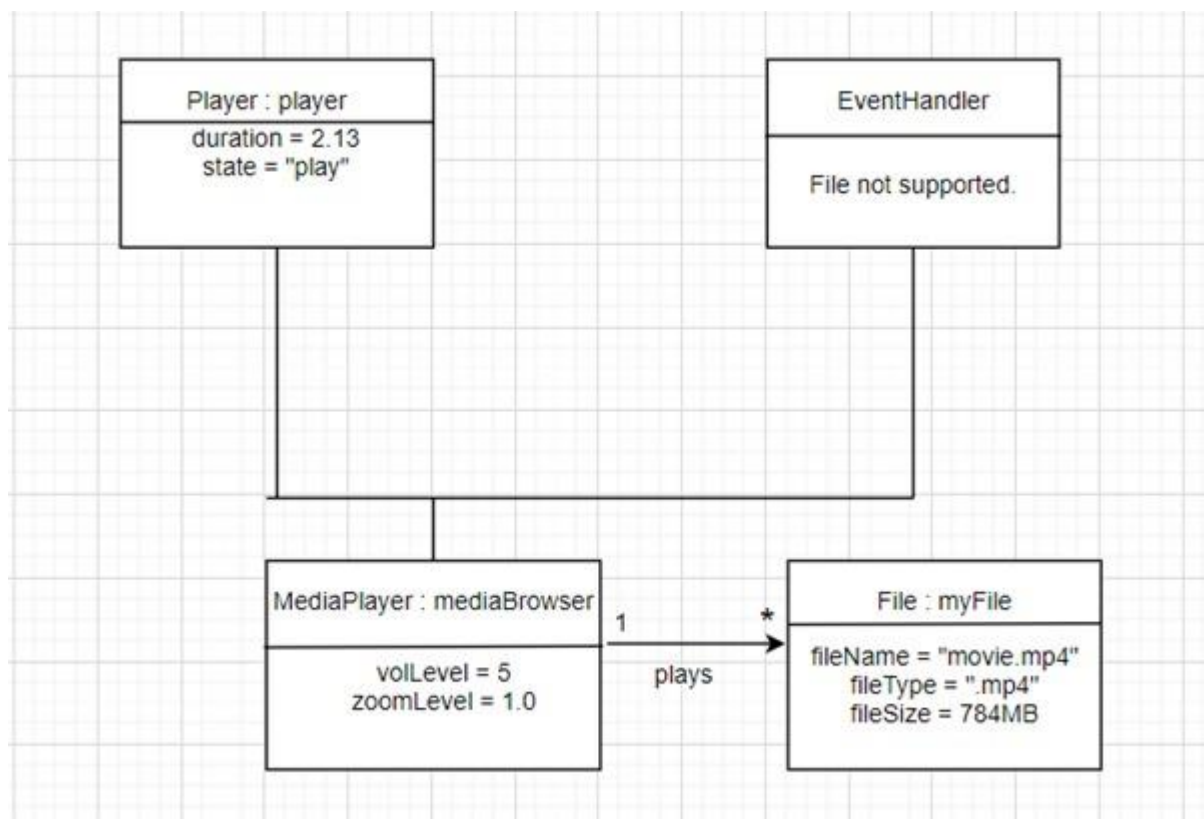 Player : player
duration = 2.13
state = "play"
EventHandler
File not supported.
MediaPlayer : mediaBrowser
volLevel = 5
zoomLevel = 1.0
1
*
plays
File : myFile
fileName = "movie.mp4"
fileType = ".mp4"
fileSize = 784MB